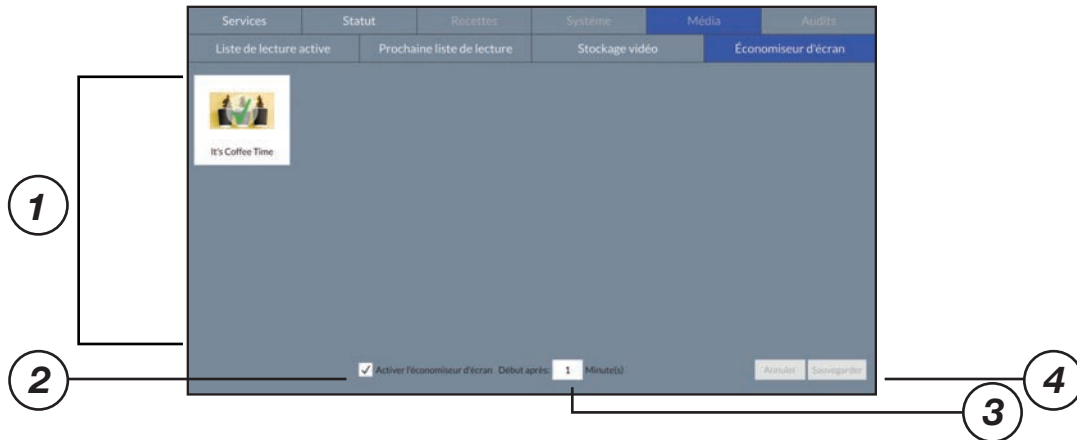 Services Statut Recettes Système Média Audits
Liste de lecture active Prochaine liste de lecture Stockage vidéo Économiseur d'écran
It's Coffee Time
1
Activer l'économiseur d'écran Début après: 1 Minute(s) Annuler Sauvegarder
2
4
3